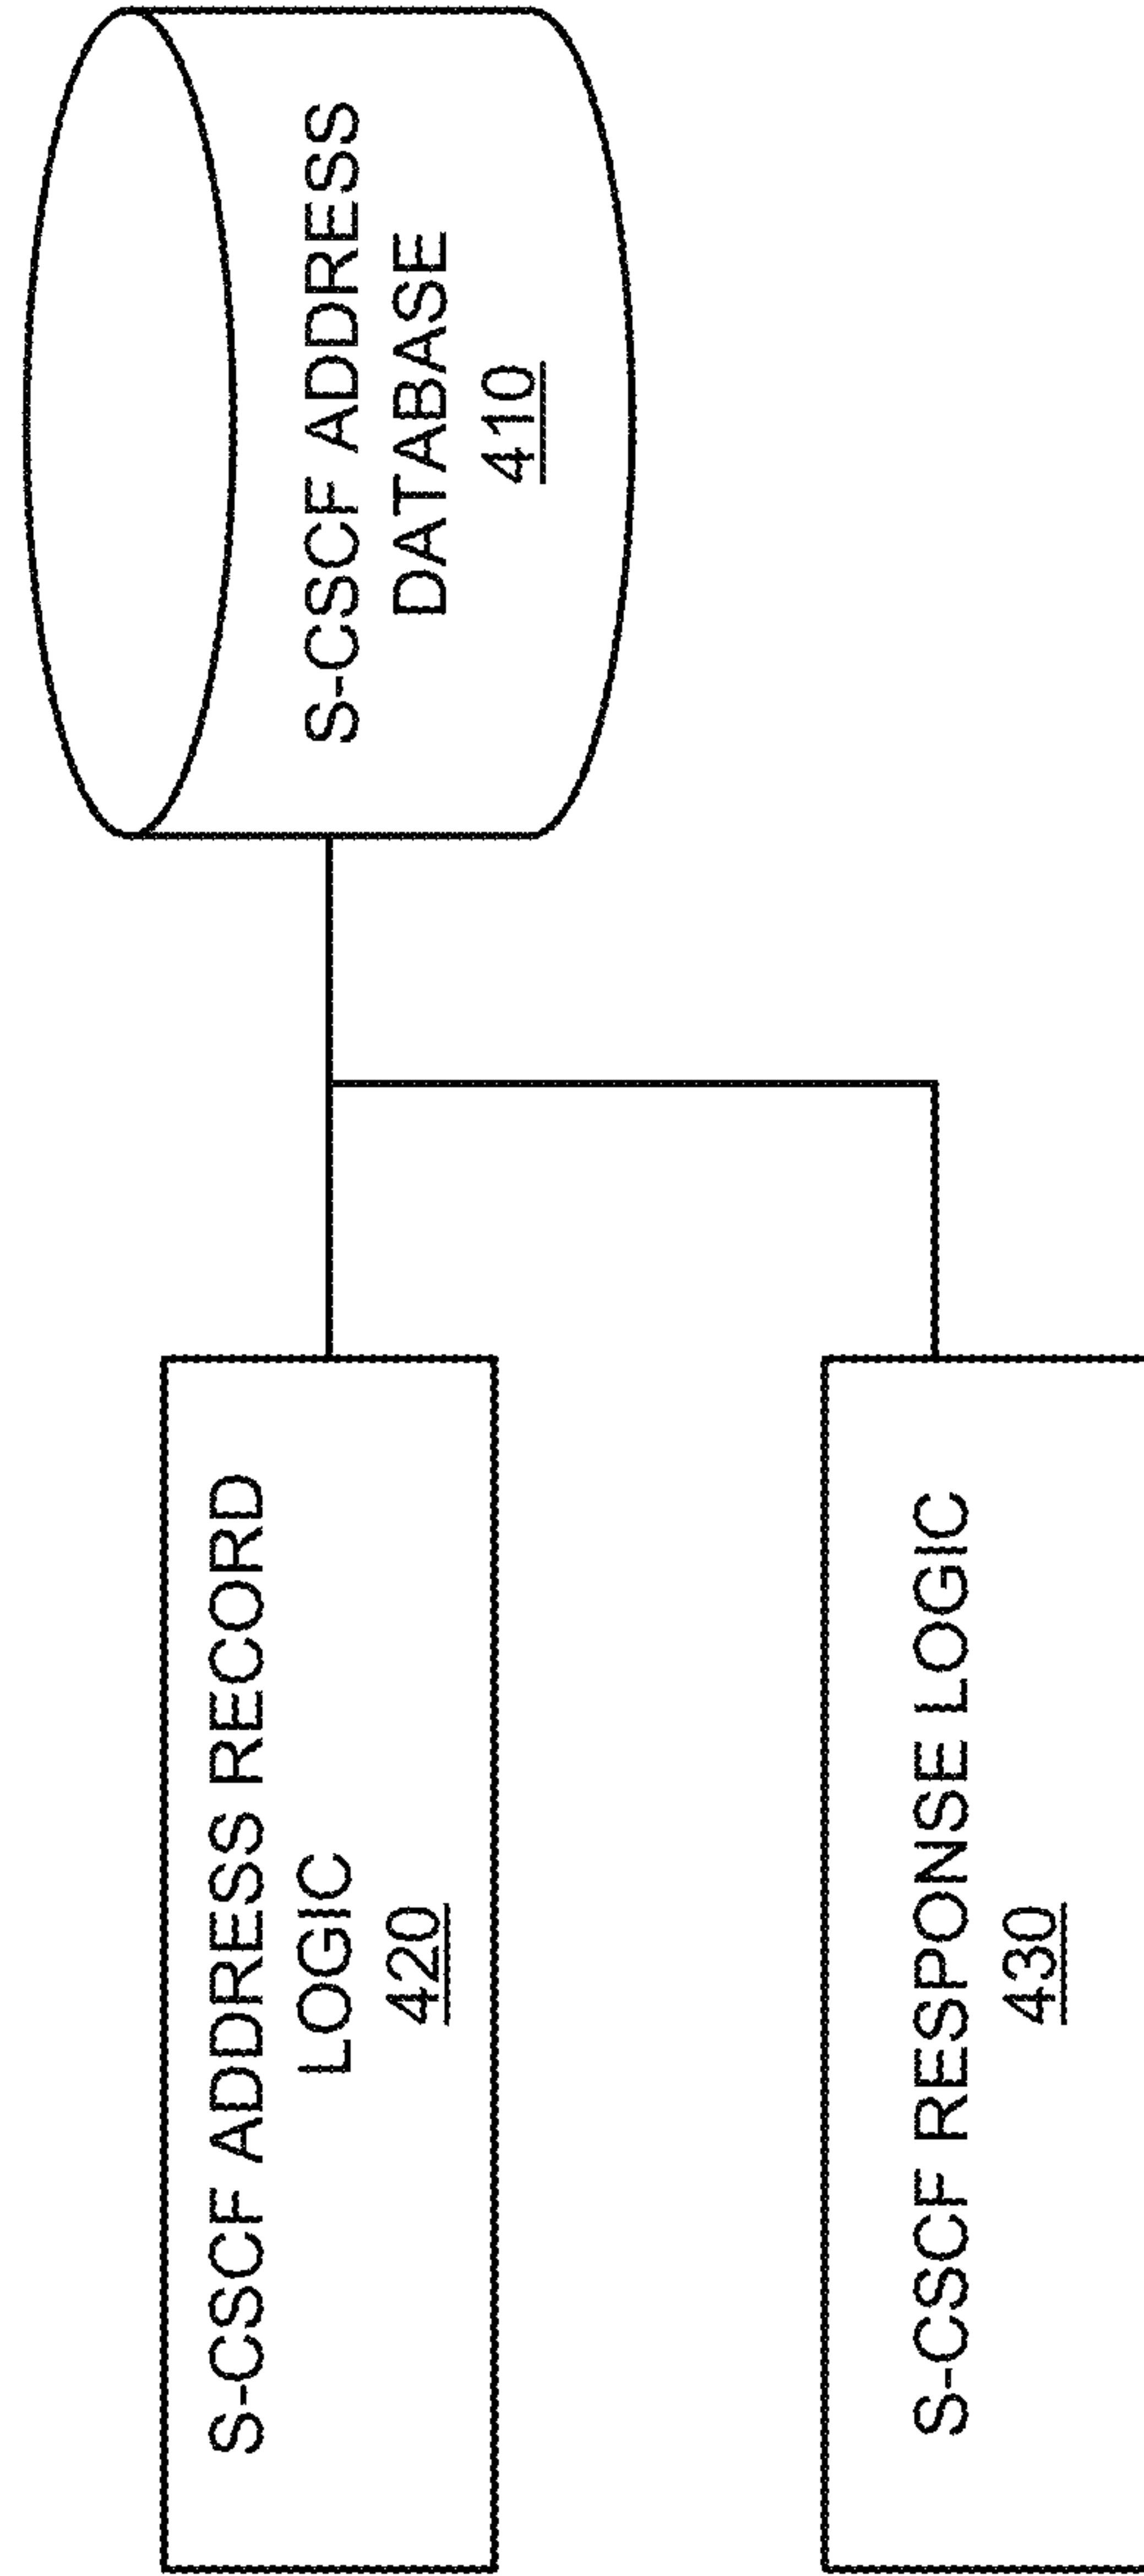 S-CSCF ADDRESS RECORD
LOGIC
420
S-CSCF ADDRESS
DATABASE
410
S-CSCF RESPONSE LOGIC
430